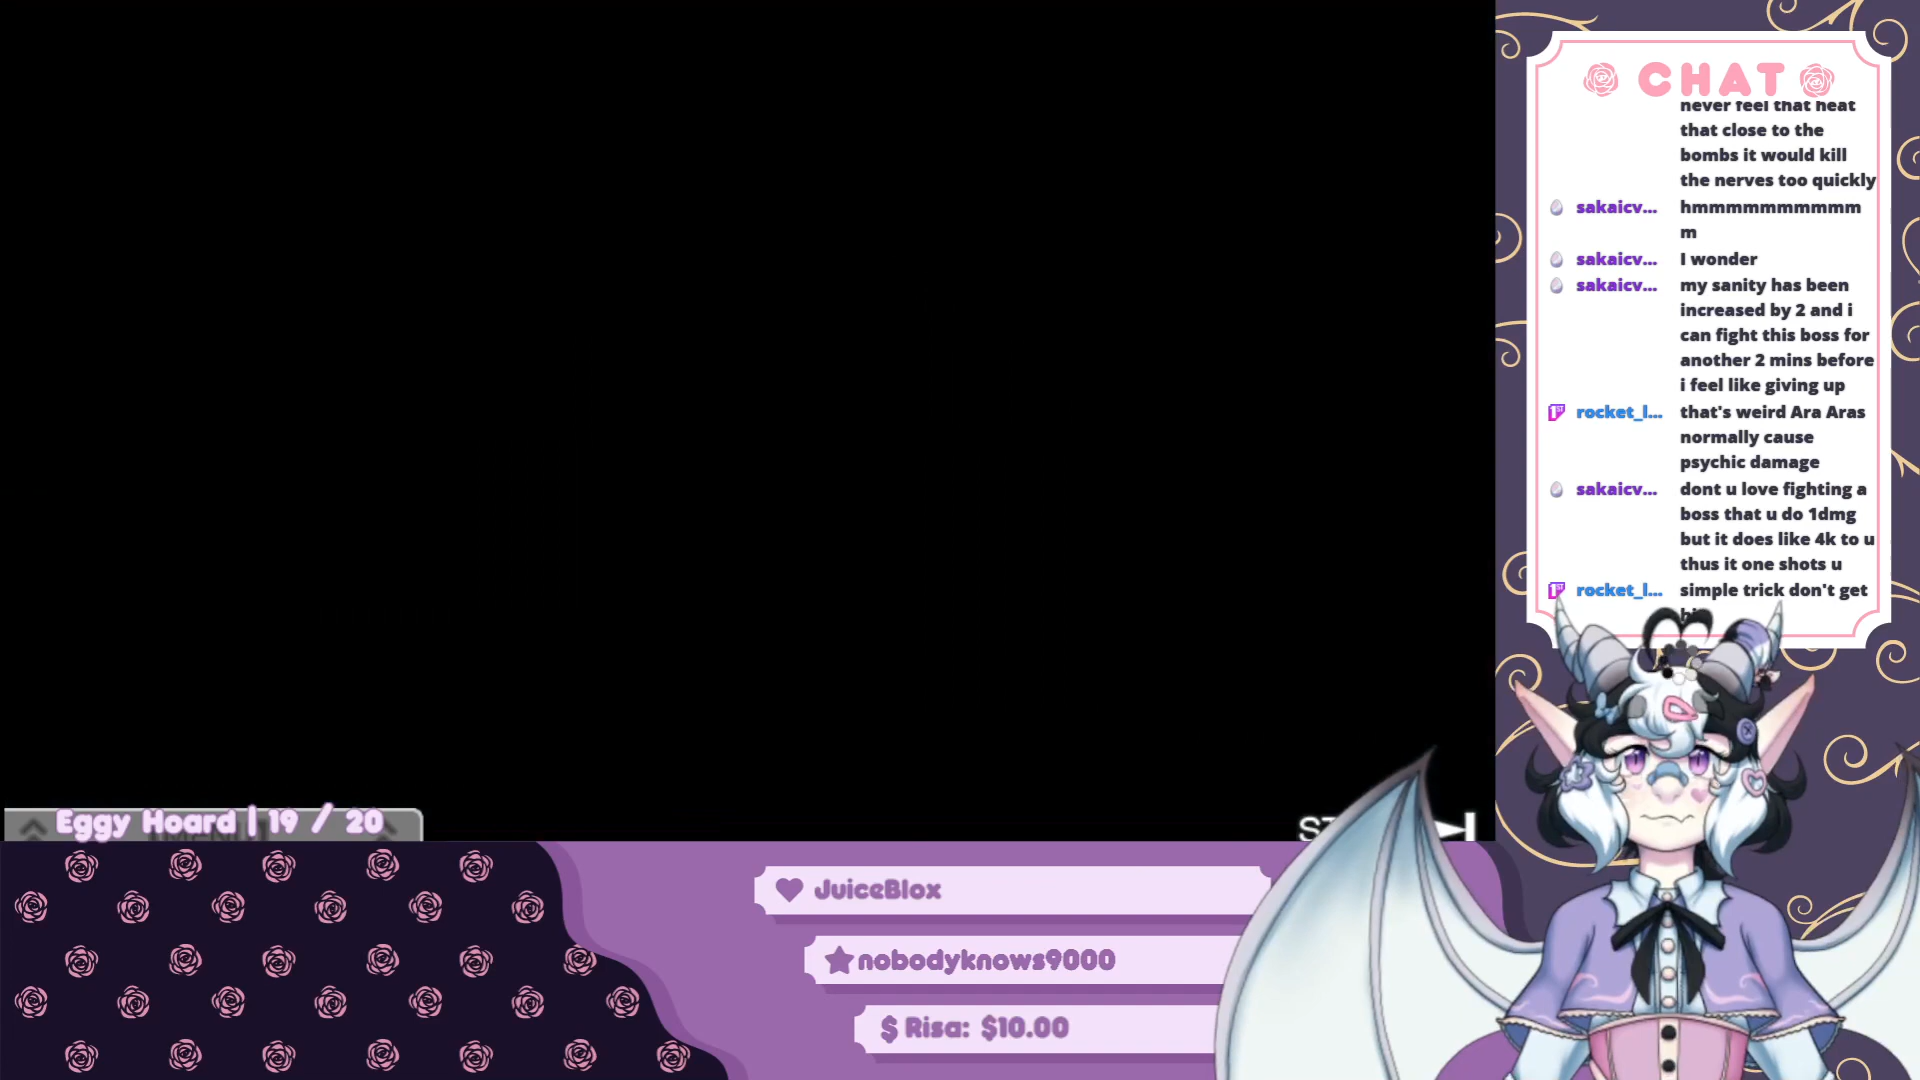 CHAT
never feel that heat
that close to the
bombs it would kill
the nerves too quickly
sakaicv... hmmmmmmmmmmm
m
sakaicv... I wonder
sakaicv... my sanity has been
increased by 2 and i
can fight this boss for
another 2 mins before
i feel like giving up
rocket_l... that's weird Ara Aras
normally cause
psychic damage
sakaicv... dont u love fighting a
boss that u do 1dmg
but it does like 4k to u
thus it one shots u
rocket_l... simple trick don't get
Eggy Hoard | 19 / 20
JuiceBlox
nobodyknows9000
$ Risa: $10.00